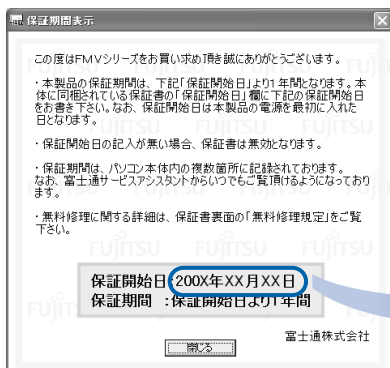 保証期間表示
この度はFMVシリーズをお買い求め頂き誠にありがとうございます。
・本製品の保証期間は、下記「保証開始日」より1年間となります。本
体に同梱されている保証書の「保証開始日」欄に下記の保証開始日
をお書き下さい。なお、保証開始日は本製品の電源を最初に入れた
日となります。
・保証開始日の記入が無い場合、保証書は無効となります。
・保証期間は、パソコン本体内の複数箇所に記録されております。
なお、富士通サービスアシスタントからいつでもご覧頂けるようになっており
ます。
・無料修理に関する詳細は、保証書裏面の「無料修理規定」をご覧
下さい。
保証開始日:200X年XX月XX日
保証期間 :保証開始日より1年間
富士通株式会社
閉じる